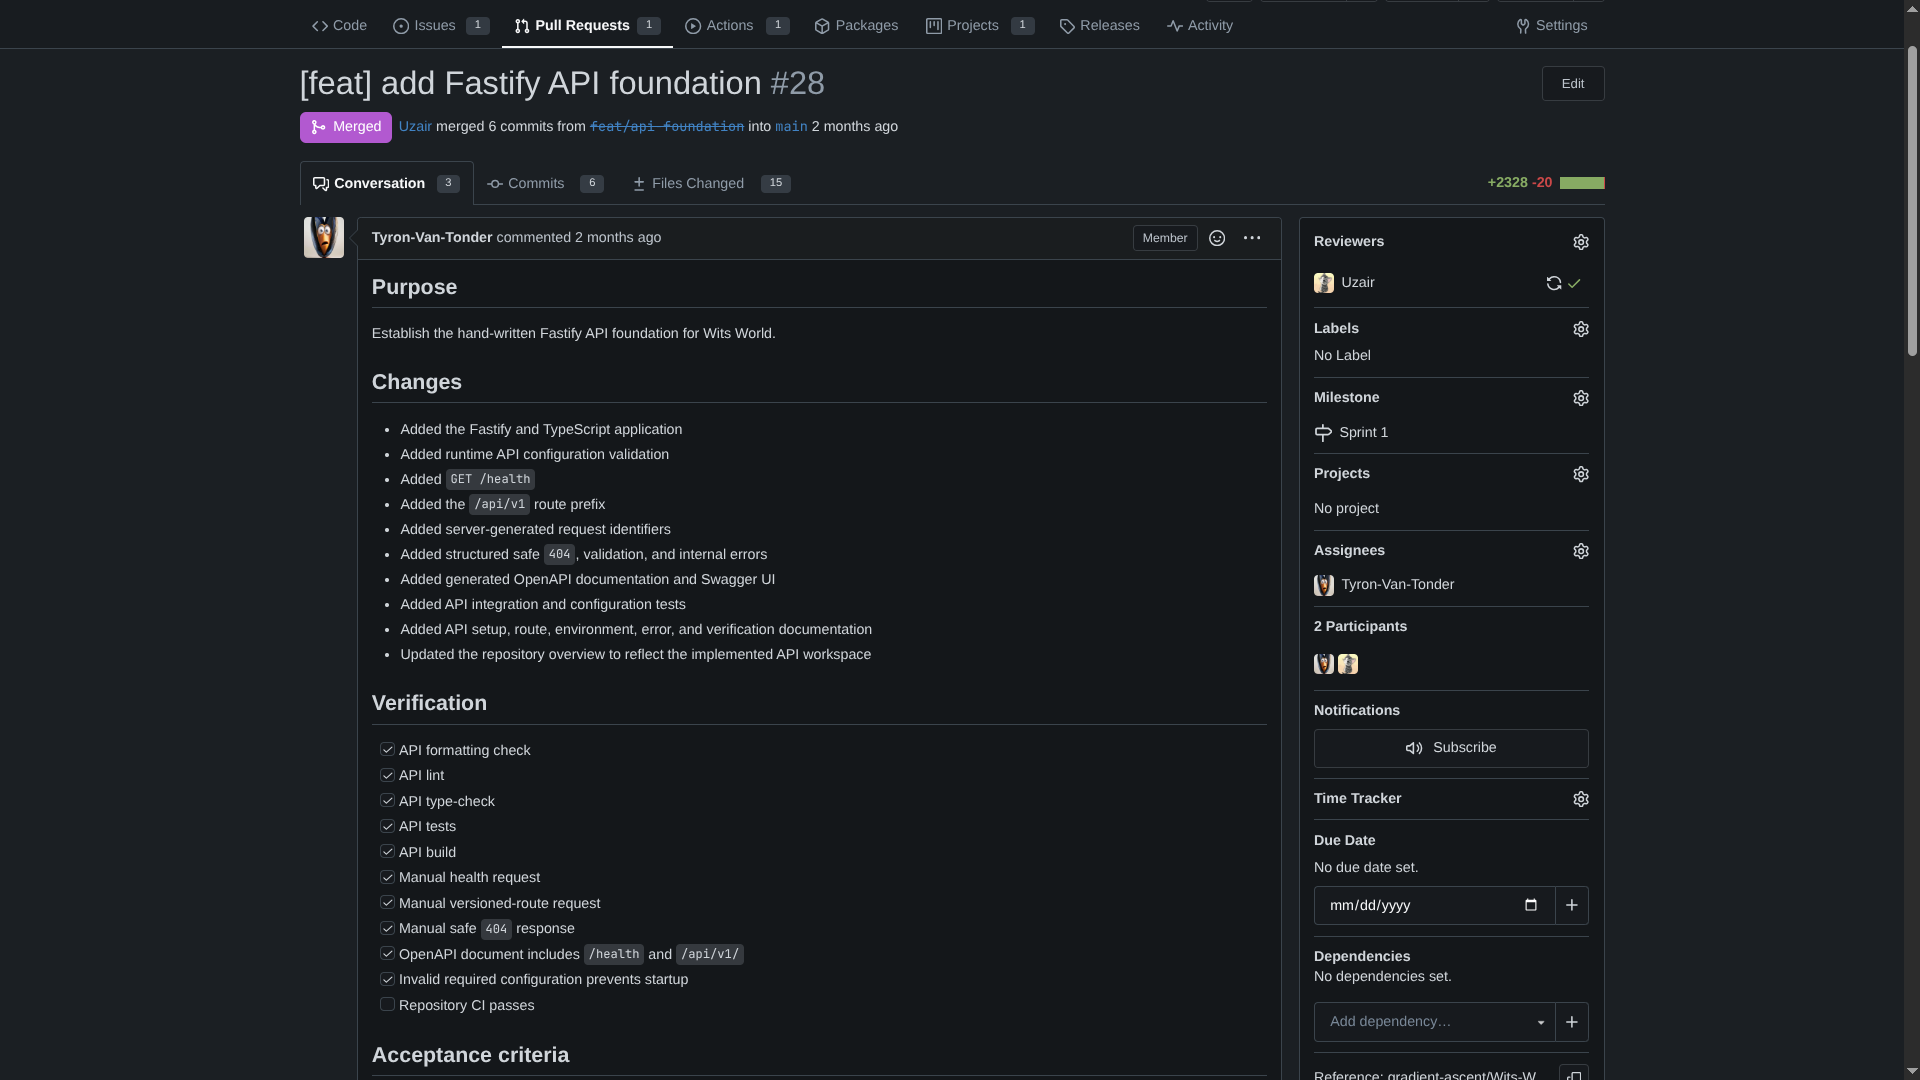 Code
Issues 1
Pull Requests 1
Actions 1
Packages
Projects 1
Releases
Activity
Settings
[feat] add Fastify API foundation #28
Edit
Merged
Uzair merged 6 commits from feat/api-foundation into main 2 months ago
Conversation 3
Commits 6
Files Changed 15
+2328 -20
Tyron-Van-Tonder commented 2 months ago
Member
Purpose
Establish the hand-written Fastify API foundation for Wits World.
Changes
Added the Fastify and TypeScript application
Added runtime API configuration validation
Added GET /health
Added the /api/v1 route prefix
Added server-generated request identifiers
Added structured safe 404, validation, and internal errors
Added generated OpenAPI documentation and Swagger UI
Added API integration and configuration tests
Added API setup, route, environment, error, and verification documentation
Updated the repository overview to reflect the implemented API workspace
Verification
API formatting check
API lint
API type-check
API tests
API build
Manual health request
Manual versioned-route request
Manual safe 404 response
OpenAPI document includes /health and /api/v1/
Invalid required configuration prevents startup
Repository CI passes
Acceptance criteria
Reviewers
Uzair
Labels
No Label
Milestone
Sprint 1
Projects
No project
Assignees
Tyron-Van-Tonder
2 Participants
Notifications
Subscribe
Time Tracker
Due Date
No due date set.
mm/dd/yyyy
Dependencies
No dependencies set.
Add dependency…
Reference: gradient-ascent/Wits-W…